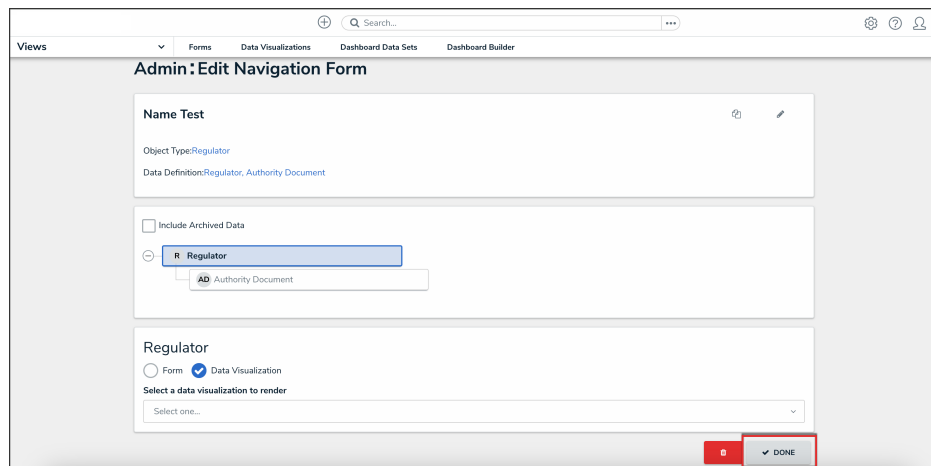 Search...
Views Forms Data Visualizations Dashboard Data Sets Dashboard Builder
Admin:Edit Navigation Form
Name Test
Object Type:Regulator
Data Definition:Regulator, Authority Document
Include Archived Data
R Regulator
AD Authority Document
Regulator
Form Data Visualization
Select a data visualization to render
Select one...
DONE